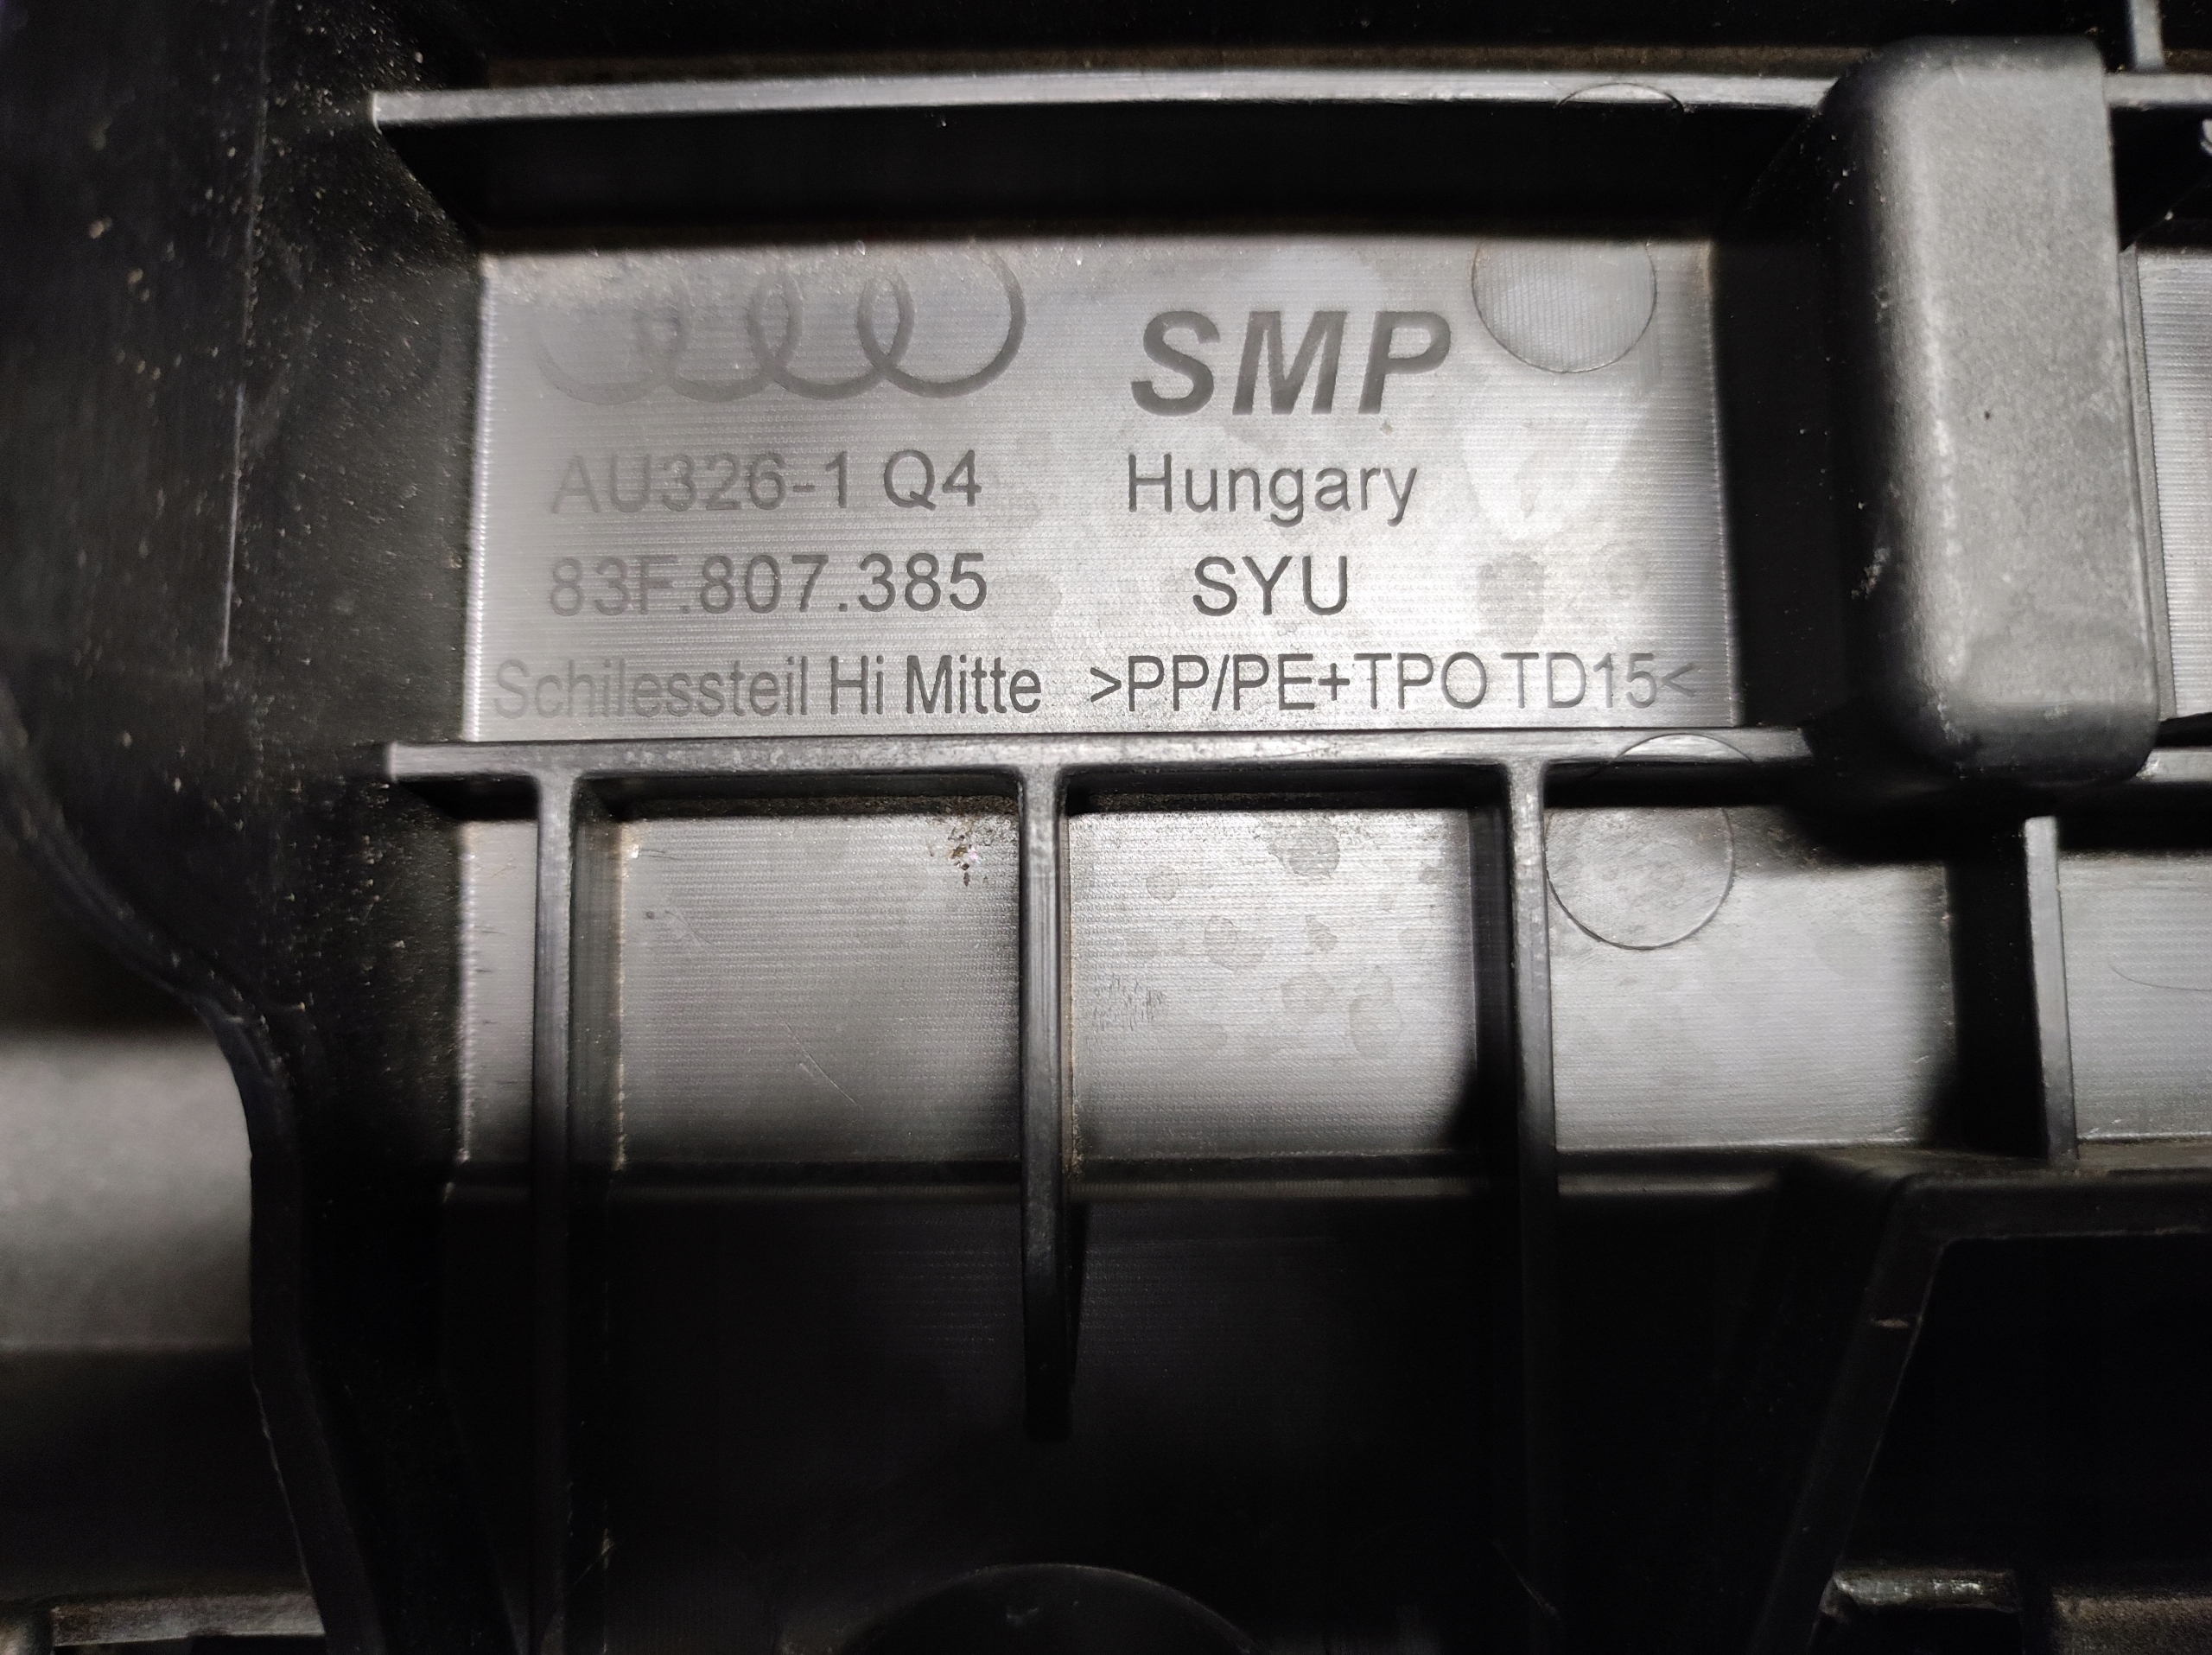 SMP
AU326-1 Q4 Hungary
83F.807.385 SYU
Schilessteil Hi Mitte >PP/PE+TPO TD15<